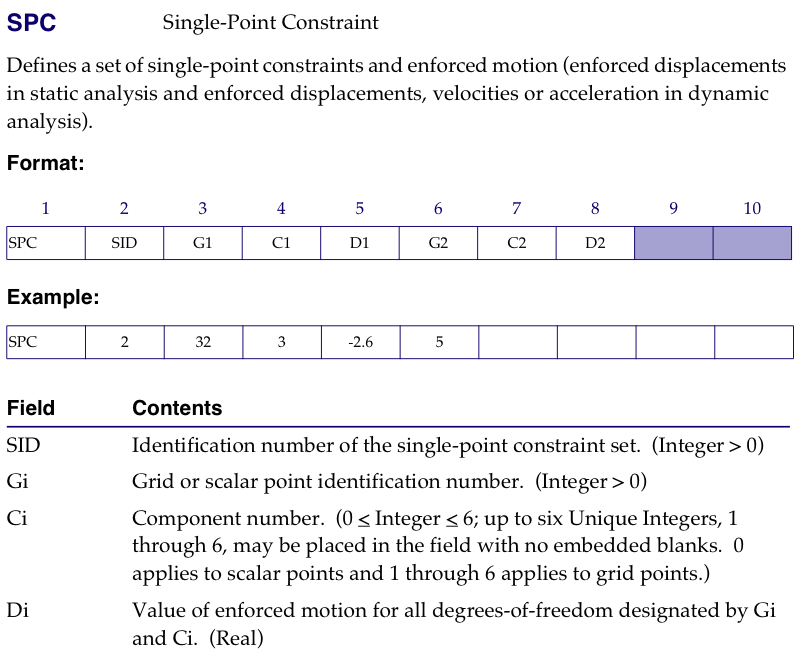 SPC Single-Point Constraint
Defines a set of single-point constraints and enforced motion (enforced displacements
in static analysis and enforced displacements, velocities or acceleration in dynamic
analysis).
Format:
1 2 3 4 5 6 7 8 9 10
SPC SID G1 C1 D1 G2 C2 D2
Example:
SPC 2 32 3 -2.6 5
Field Contents
SID Identification number of the single-point constraint set. (Integer > 0)
Gi Grid or scalar point identification number. (Integer > 0)
Ci Component number. (0 ≤ Integer ≤ 6; up to six Unique Integers, 1
through 6, may be placed in the field with no embedded blanks. 0
applies to scalar points and 1 through 6 applies to grid points.)
Di Value of enforced motion for all degrees-of-freedom designated by Gi
and Ci. (Real)